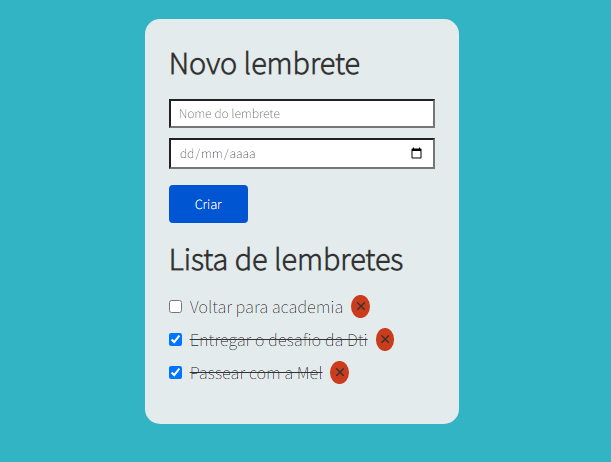 Novo lembrete
Nome do lembrete
dd/mm/aaaa
Criar
Lista de lembretes
Voltar para academia ✕
Entregar o desafio da Dti ✕
Passear com a Mel ✕